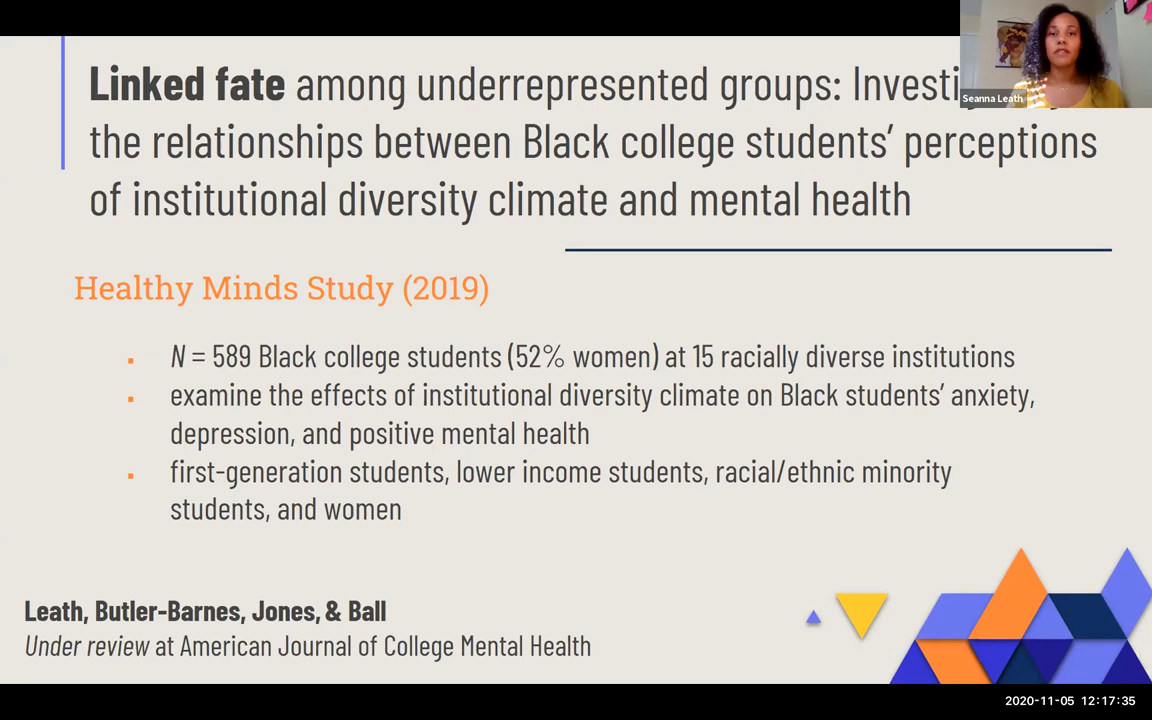 Linked fate among underrepresented groups:
Seanna Leath
the relationships between Black college students' perceptions
of institutional diversity climate and mental health
Healthy Minds Study (2019)
N = 589 Black college students (52% women) at 15 racially diverse institutions
examine the effects of institutional diversity climate on Black students' anxiety,
depression, and positive mental health
first-generation students, lower income students, racial/ethnic minority
students, and women
Leath, Butler-Barnes, Jones, & Ball
Under review at American Journal of College Mental Health
2020-11-05 12:17:35